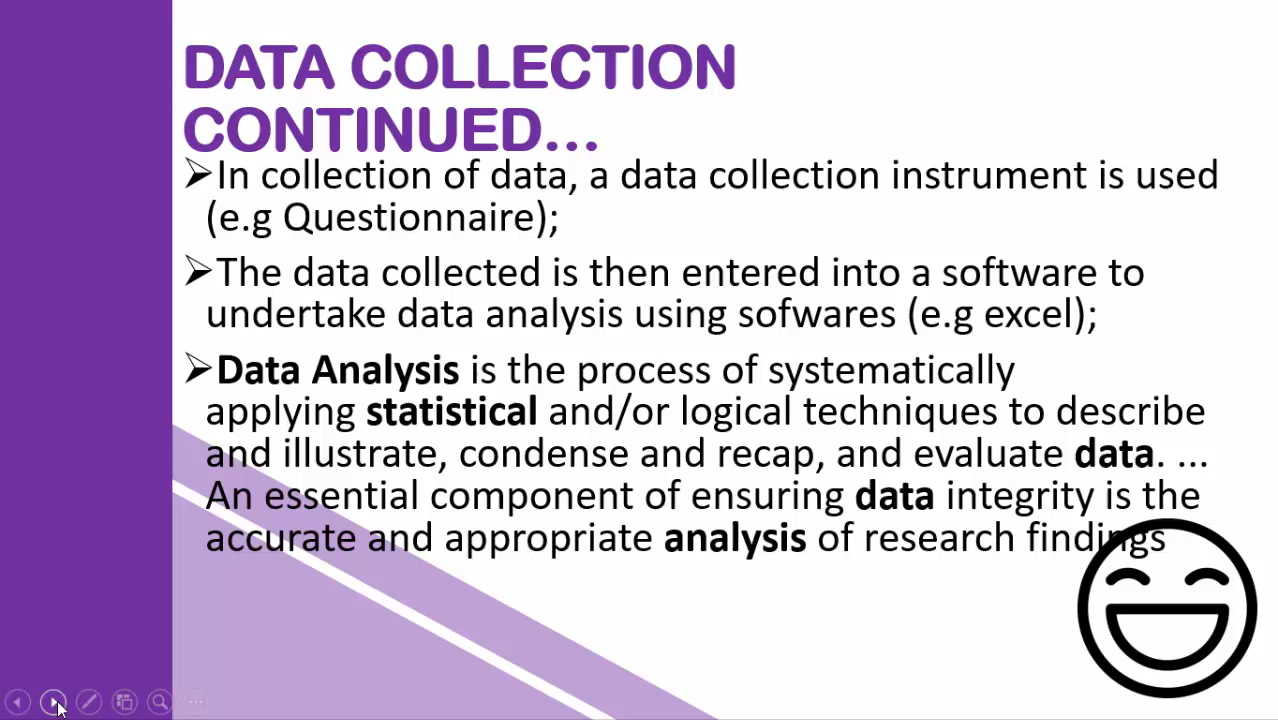 DATA COLLECTION
CONTINUED...
➢In collection of data, a data collection instrument is used
(e.g Questionnaire);
➢The data collected is then entered into a software to
undertake data analysis using sofwares (e.g excel);
➢Data Analysis is the process of systematically
applying statistical and/or logical techniques to describe
and illustrate, condense and recap, and evaluate data. ...
An essential component of ensuring data integrity is the
accurate and appropriate analysis of research findings